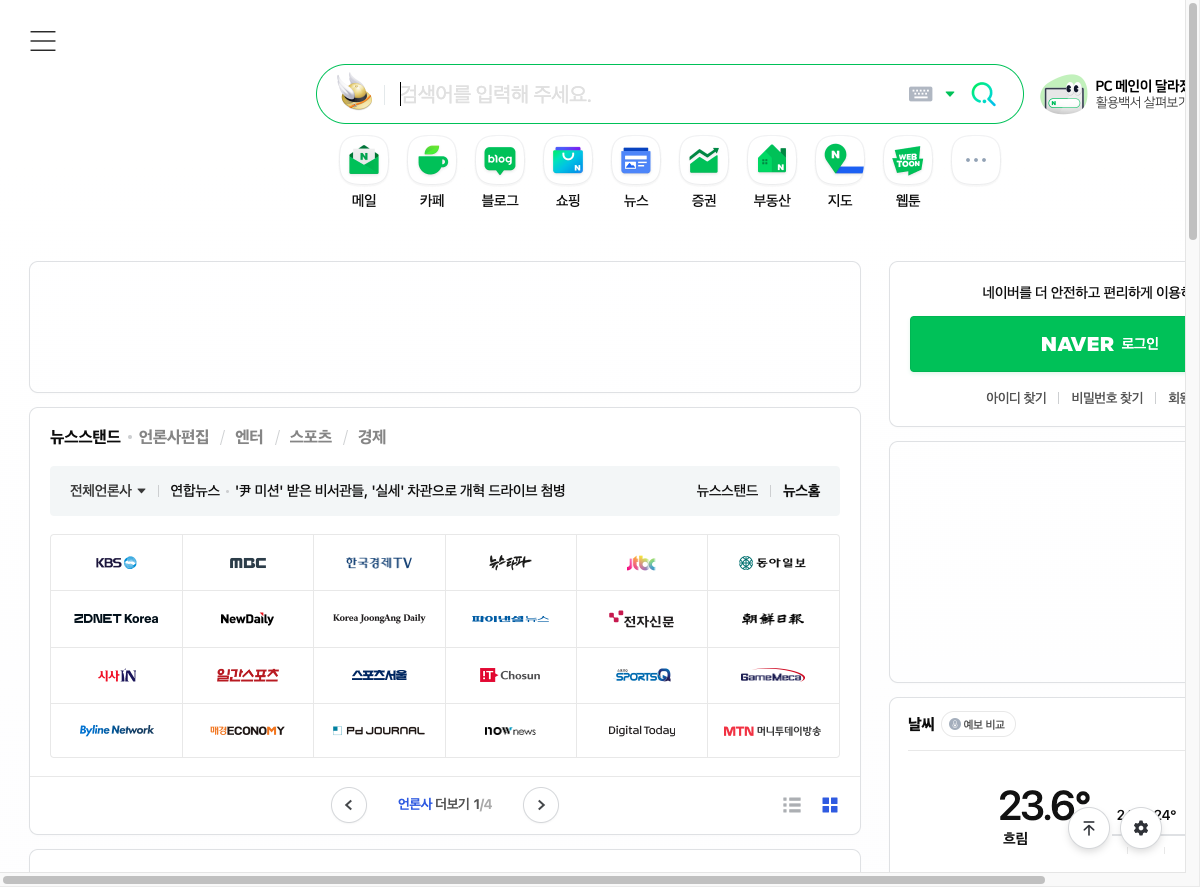 검색어를 입력해 주세요.
PC 메인이 달라졌
활용백서 살펴보기
N blog N N N WEB TOON
메일 카페 블로그 쇼핑 뉴스 증권 부동산 지도 웹툰
네이버를 더 안전하고 편리하게 이용하
NAVER 로그인
아이디 찾기 비밀번호 찾기 회원
뉴스스탠드 언론사편집 / 엔터 / 스포츠 / 경제
전체언론사 연합뉴스 '尹 미션' 받은 비서관들, '실세' 차관으로 개혁 드라이브 첨병 뉴스스탠드 뉴스홈
KBS MBC 한국경제TV 뉴스타파 jtbc 동아일보
ZDNET Korea NewDaily Korea JoongAng Daily 파이낸셜뉴스 전자신문 朝鮮日報
시사IN 일간스포츠 스포츠서울 IT Chosun SPORTSQ GameMeca
Byline Network 매경ECONOMY Pd JOURNAL nownews Digital Today MTN 머니투데이방송
언론사 더보기 1/4
날씨 예보 비교
23.6°
24°
흐림